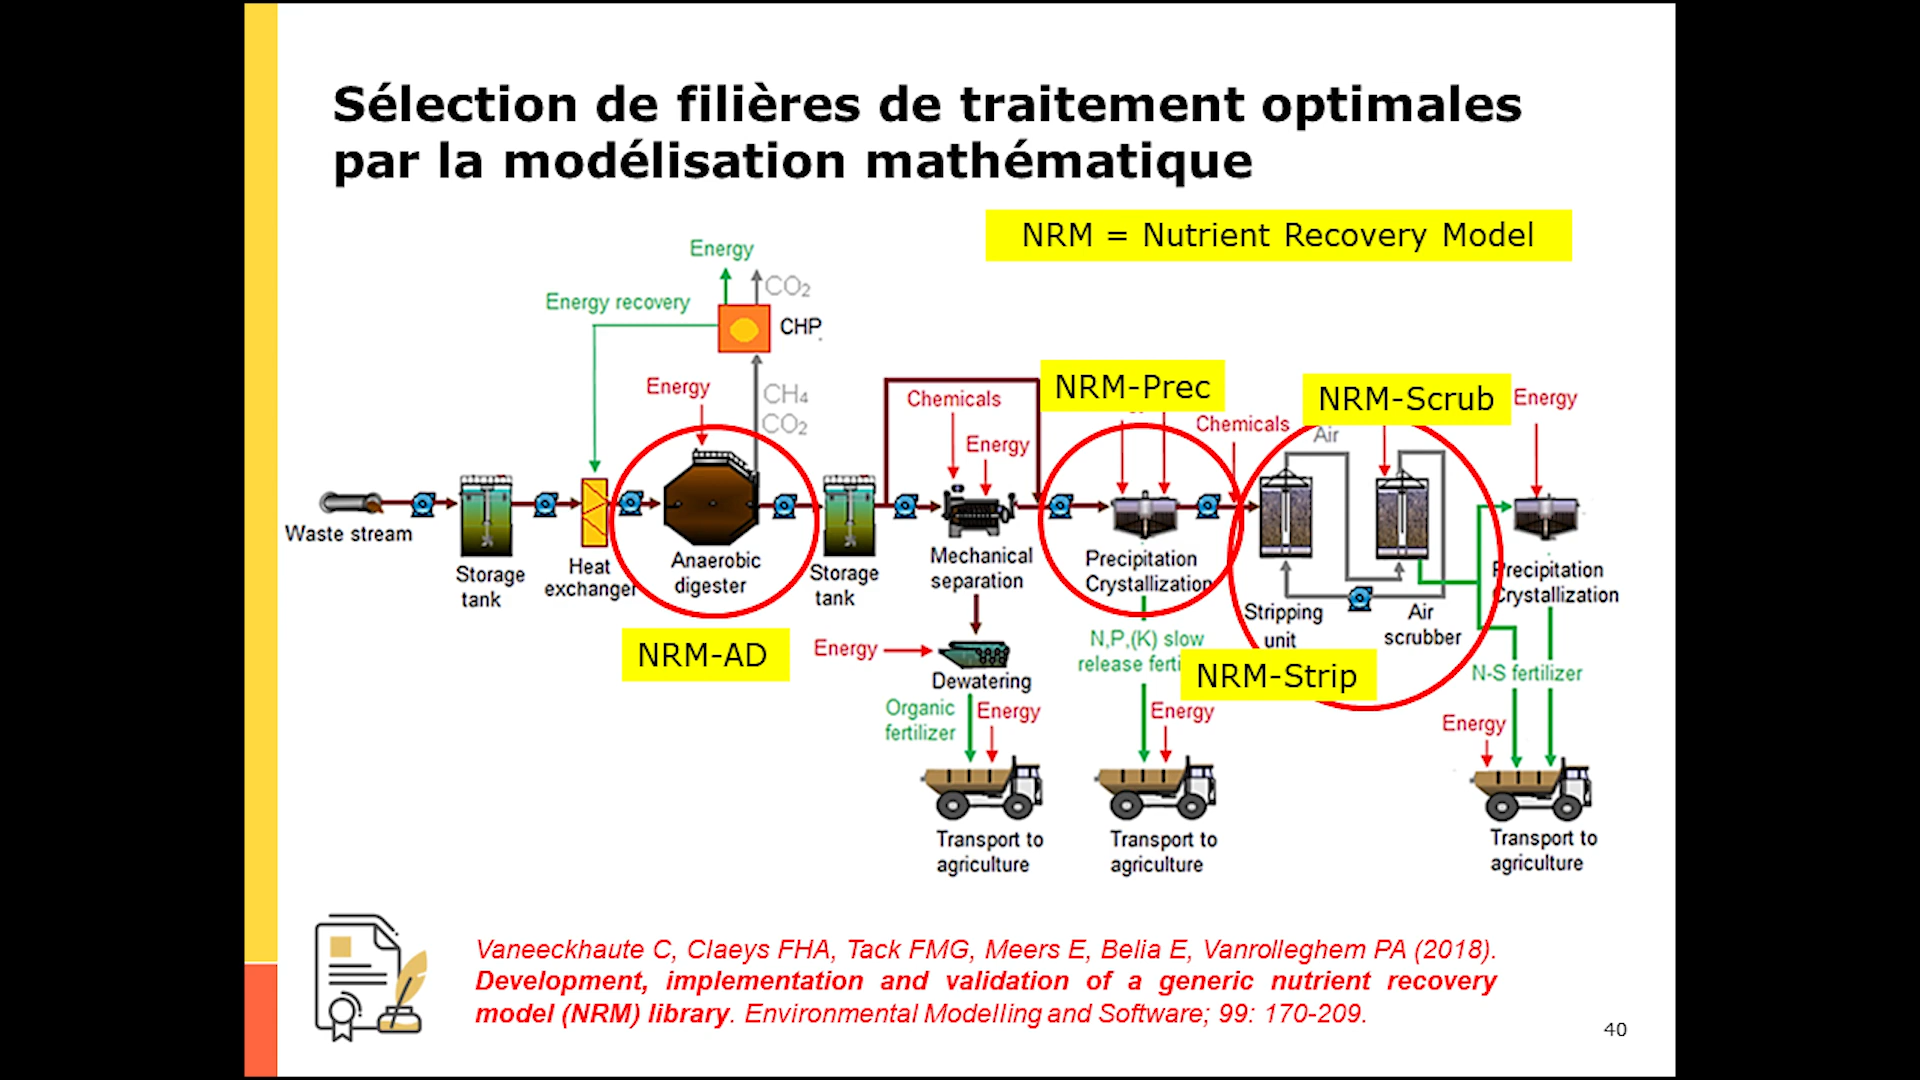 Sélection de filières de traitement optimales
par la modélisation mathématique
NRM = Nutrient Recovery Model
Energy
CO2
Energy recovery
CHP
Energy
CH4
CO2
Chemicals
Energy
NRM-Prec
Chemicals
NRM-Scrub
Energy
Air
Waste stream
Storage
tank
Heat
exchanger
Anaerobic
digester
Storage
tank
Mechanical
separation
Precipitation
Crystallization
Stripping
unit
Air
scrubber
Precipitation
Crystallization
NRM-AD
Energy
Dewatering
N,P,(K) slow
release
NRM-Strip
N-S fertilizer
Organic
fertilizer
Energy
Energy
Energy
Transport to
agriculture
Transport to
agriculture
Transport to
agriculture
Vaneeckhaute C, Claeys FHA, Tack FMG, Meers E, Belia E, Vanrolleghem PA (2018).
Development, implementation and validation of a generic nutrient recovery
model (NRM) library. Environmental Modelling and Software; 99: 170-209.
40